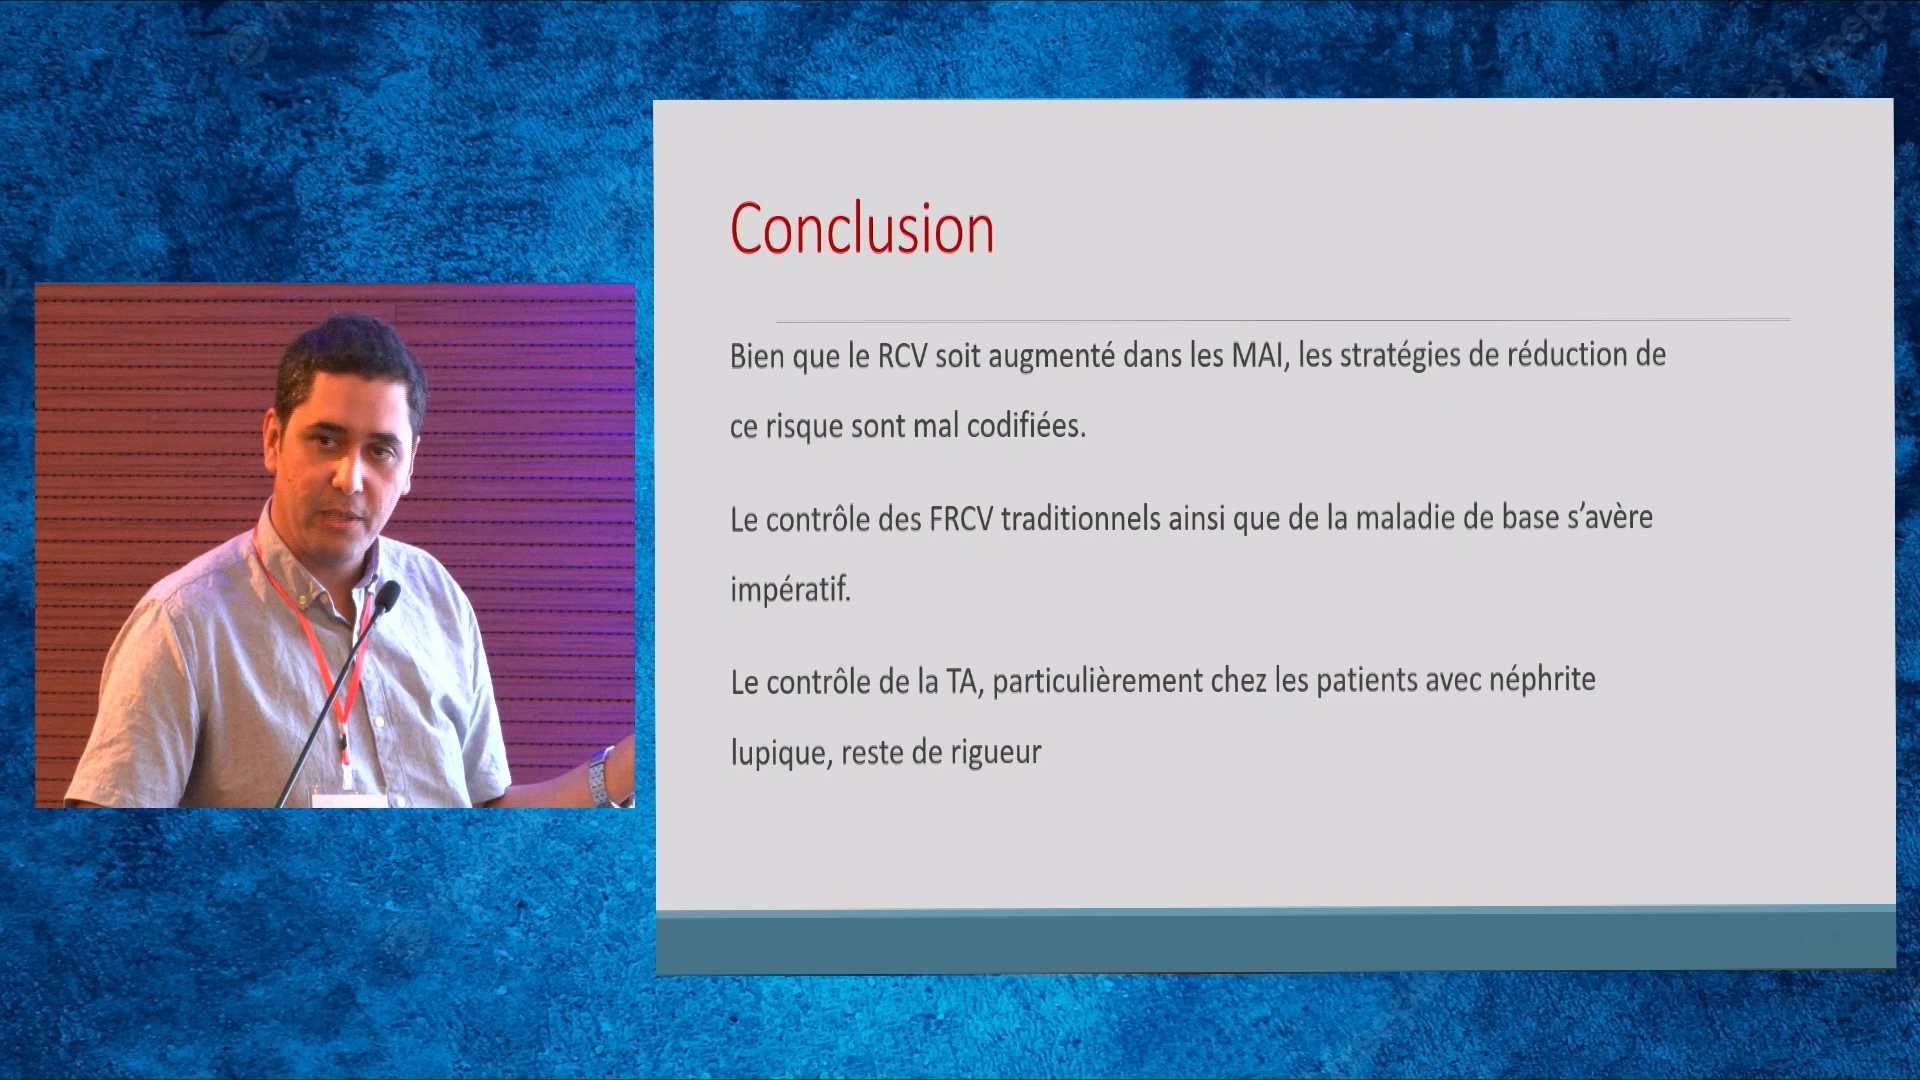 Conclusion
Bien que le RCV soit augmenté dans les MAI, les stratégies de réduction de
ce risque sont mal codifiées.
Le contrôle des FRCV traditionnels ainsi que de la maladie de base s’avère
impératif.
Le contrôle de la TA, particulièrement chez les patients avec néphrite
lupique, reste de rigueur